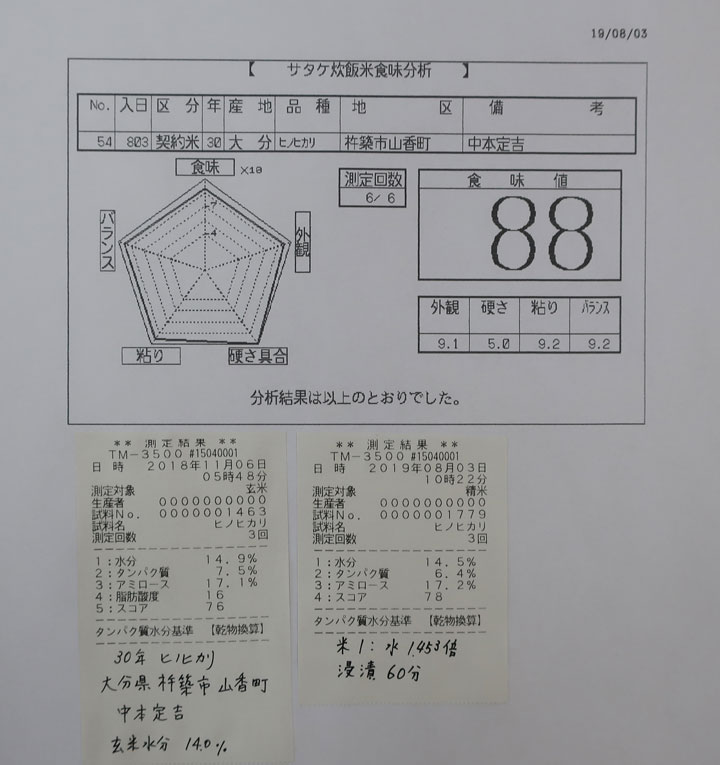 19/08/03
【 サタケ炊飯米食味分析 】
No. 入日 区分 年 産地 品種 地区 備考
54 803 契約米 30 大分 ヒノヒカリ 杵築市山香町 中本定吉
食味 ×10
7
4
バランス
外観
粘り
硬さ具合
測定回数
6/ 6
食味値
88
外観 硬さ 粘り バランス
9.1 5.0 9.2 9.2
分析結果は以上のとおりでした。
** 測定結果 **
TM-3500 #15040001
日時 2018年11月06日
05時48分
測定対象 玄米
生産者 0000000000
試料No. 0000001463
試料名 ヒノヒカリ
測定回数 3回
1:水分 14.9%
2:タンパク質 7.5%
3:アミロース 17.1%
4:脂肪酸度 16
5:スコア 76
タンパク質水分基準 【乾物換算】
30年 ヒノヒカリ
大分県 杵築市 山香町
中本定吉
玄米水分 14.0%
** 測定結果 **
TM-3500 #15040001
日時 2019年08月03日
10時22分
測定対象 精米
生産者 0000000000
試料No. 0000001779
試料名 ヒノヒカリ
測定回数 3回
1:水分 14.5%
2:タンパク質 6.4%
3:アミロース 17.2%
4:スコア 78
タンパク質水分基準 【乾物換算】
米1:水1.453倍
浸漬 60分